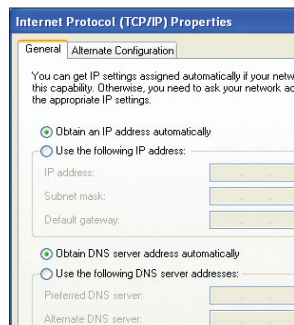 Internet Protocol (TCP/IP) Properties
General
Alternate Configuration
You can get IP settings assigned automatically if your netw
this capability. Otherwise, you need to ask your network ad
the appropriate IP settings.
Obtain an IP address automatically
Use the following IP address:
IP address:
Subnet mask:
Default gateway:
Obtain DNS server address automatically
Use the following DNS server addresses:
Preferred DNS server:
Alternate DNS server: